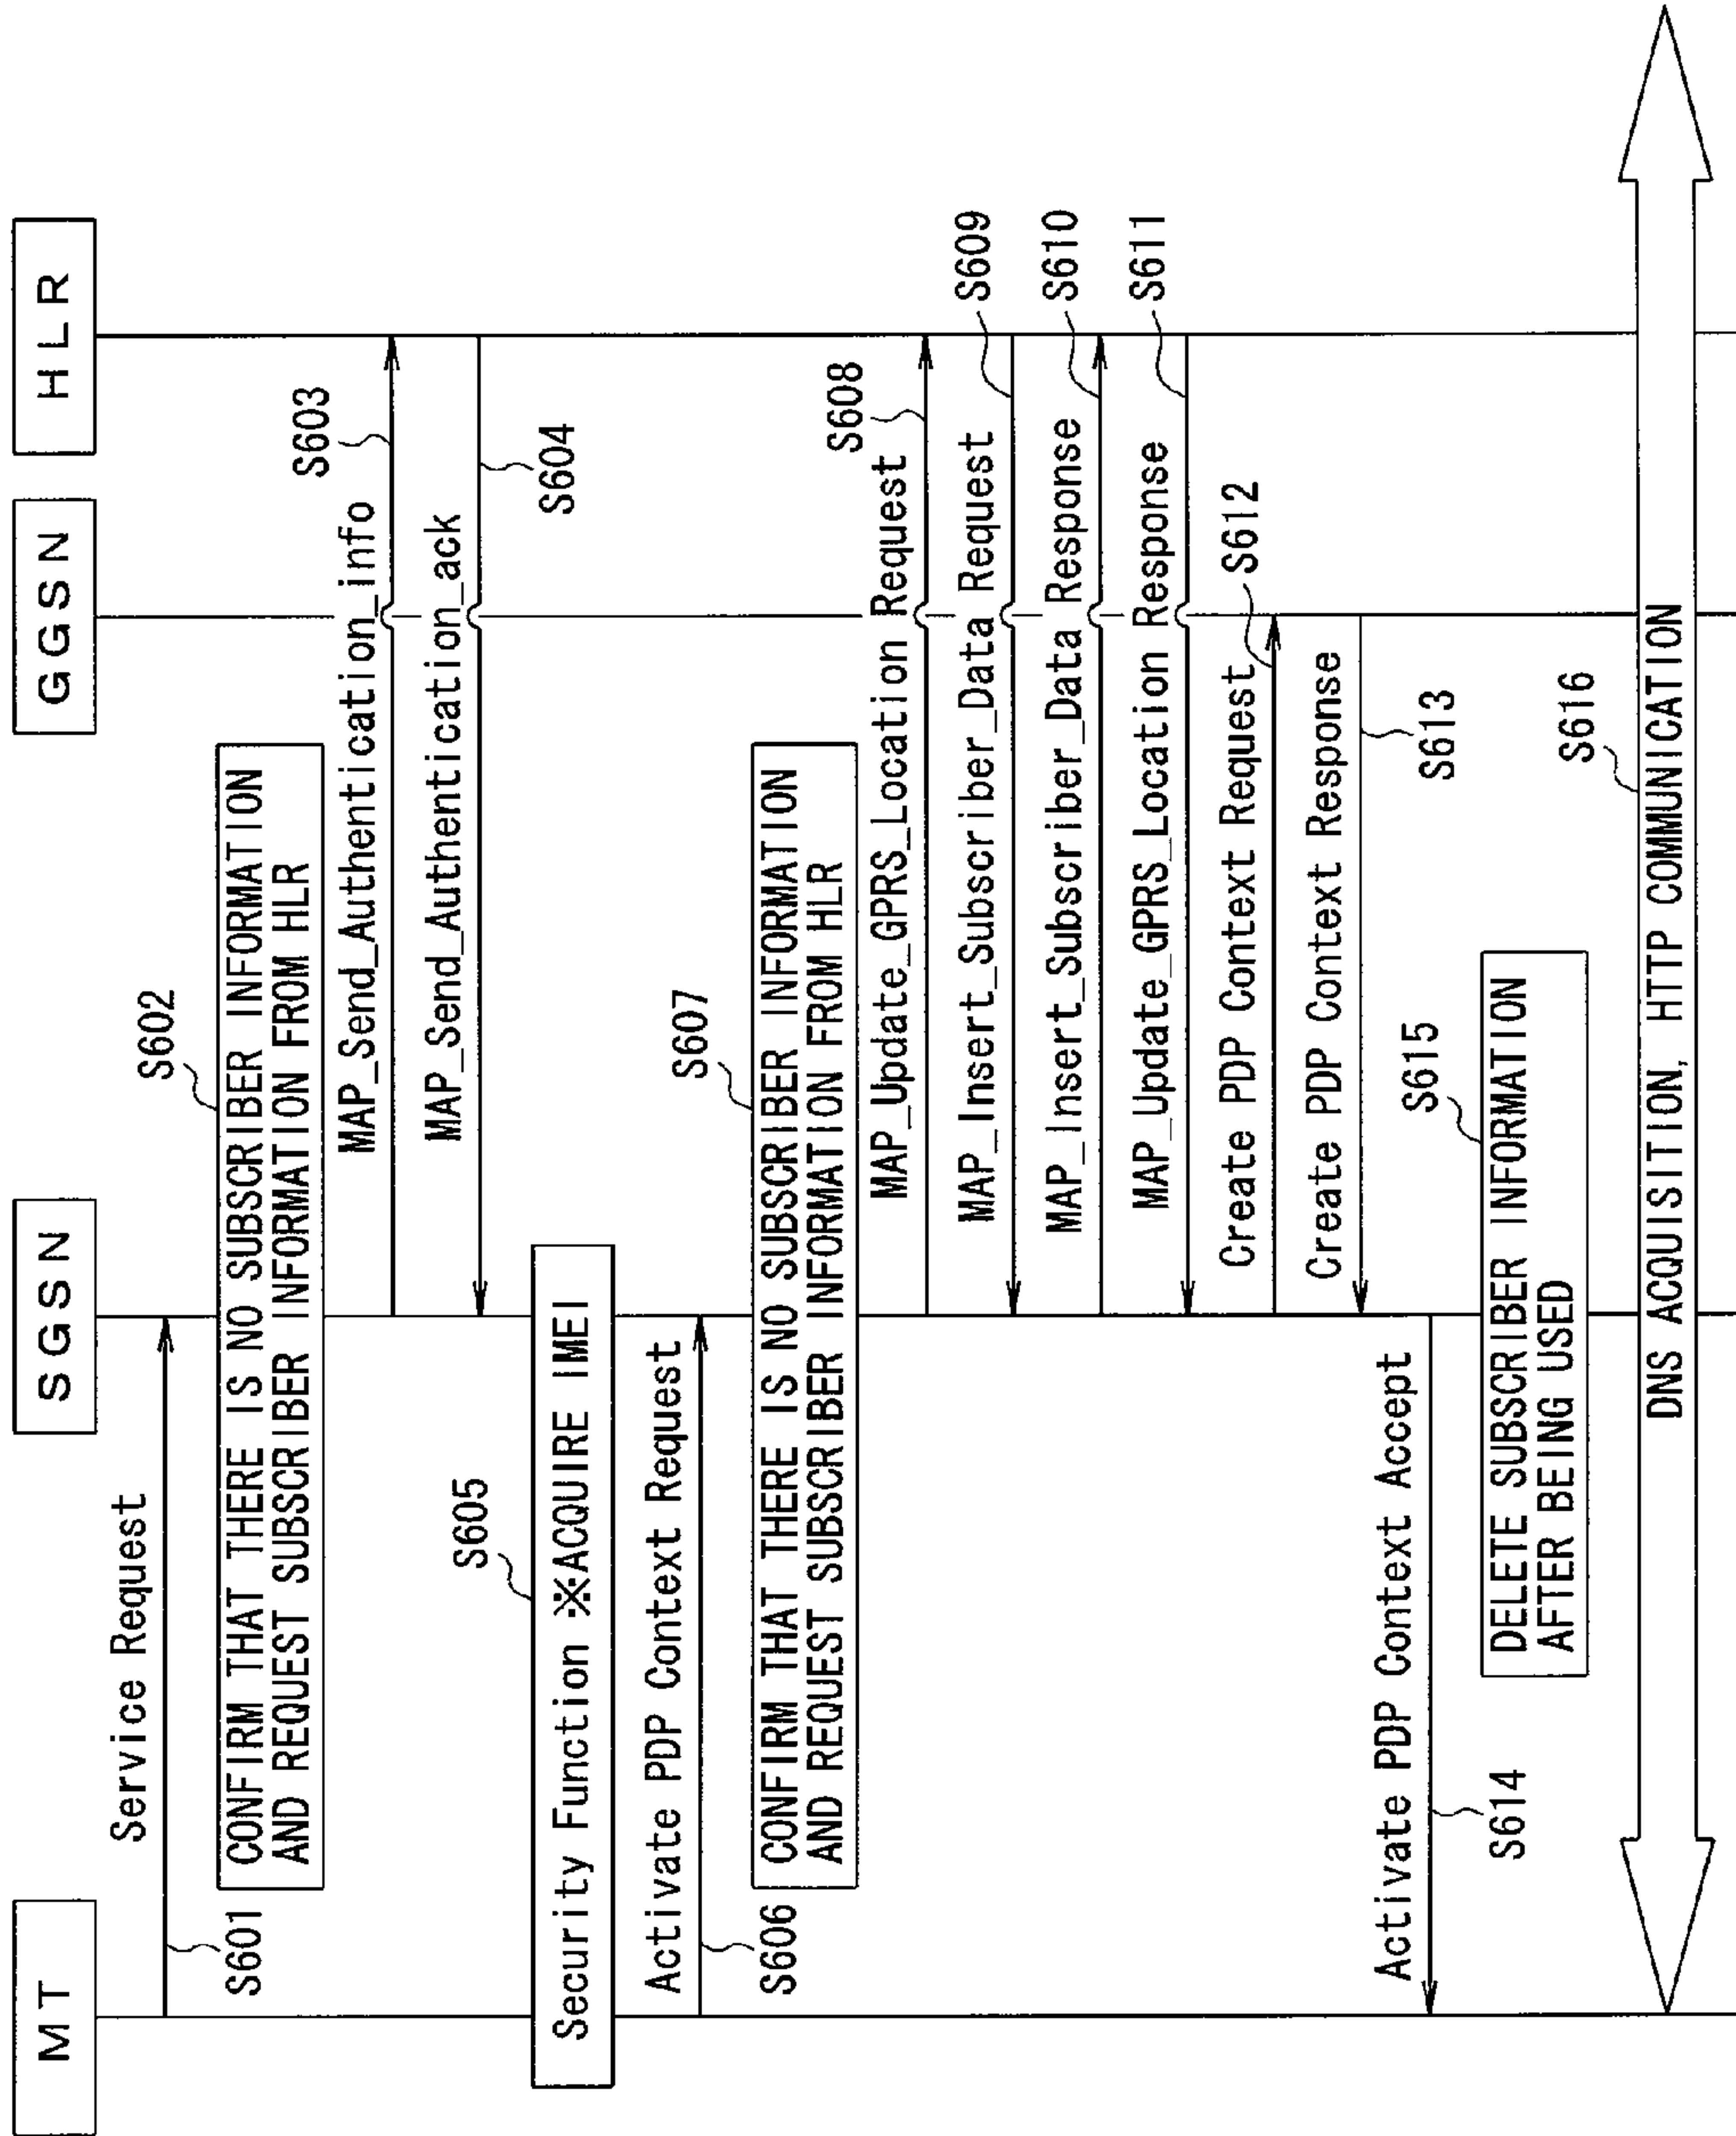 MT
SGSN
GGSN
HLR
Service Request
S601
S602
CONFIRM THAT THERE IS NO SUBSCRIBER INFORMATION
AND REQUEST SUBSCRIBER INFORMATION FROM HLR
MAP_Send_Authentication_info
S603
MAP_Send_Authentication_ack
S604
S605
Security Function ※ACQUIRE IMEI
Activate PDP Context Request
S606
S607
CONFIRM THAT THERE IS NO SUBSCRIBER INFORMATION
AND REQUEST SUBSCRIBER INFORMATION FROM HLR
MAP_Update_GPRS_Location Request
S608
MAP_Insert_Subscriber_Data Request
S609
MAP_Insert_Subscriber_Data Response
S610
MAP_Update_GPRS_Location Response
S611
Create PDP Context Request
S612
Create PDP Context Response
S613
Activate PDP Context Accept
S614
S615
DELETE SUBSCRIBER INFORMATION
AFTER BEING USED
S616
DNS ACQUISITION, HTTP COMMUNICATION